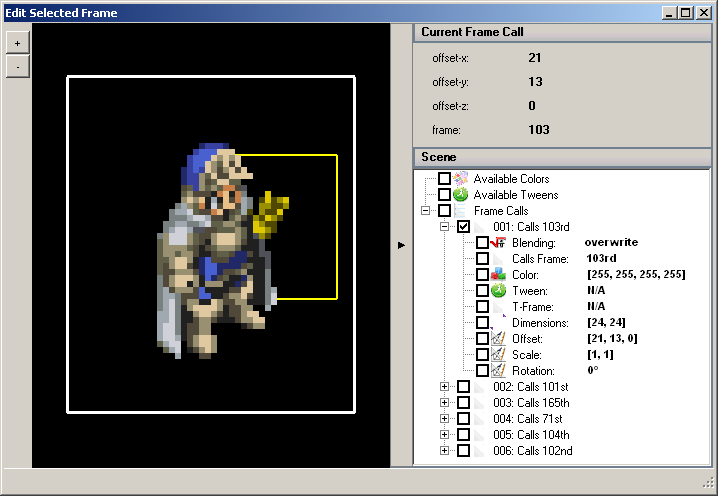 Edit Selected Frame
+
-
Current Frame Call
offset-x: 21
offset-y: 13
offset-z: 0
frame: 103
Scene
Available Colors
Available Tweens
Frame Calls
001: Calls 103rd
Blending: overwrite
Calls Frame: 103rd
Color: [255, 255, 255, 255]
Tween: N/A
T-Frame: N/A
Dimensions: [24, 24]
Offset: [21, 13, 0]
Scale: [1, 1]
Rotation: 0°
002: Calls 101st
003: Calls 165th
004: Calls 71st
005: Calls 104th
006: Calls 102nd